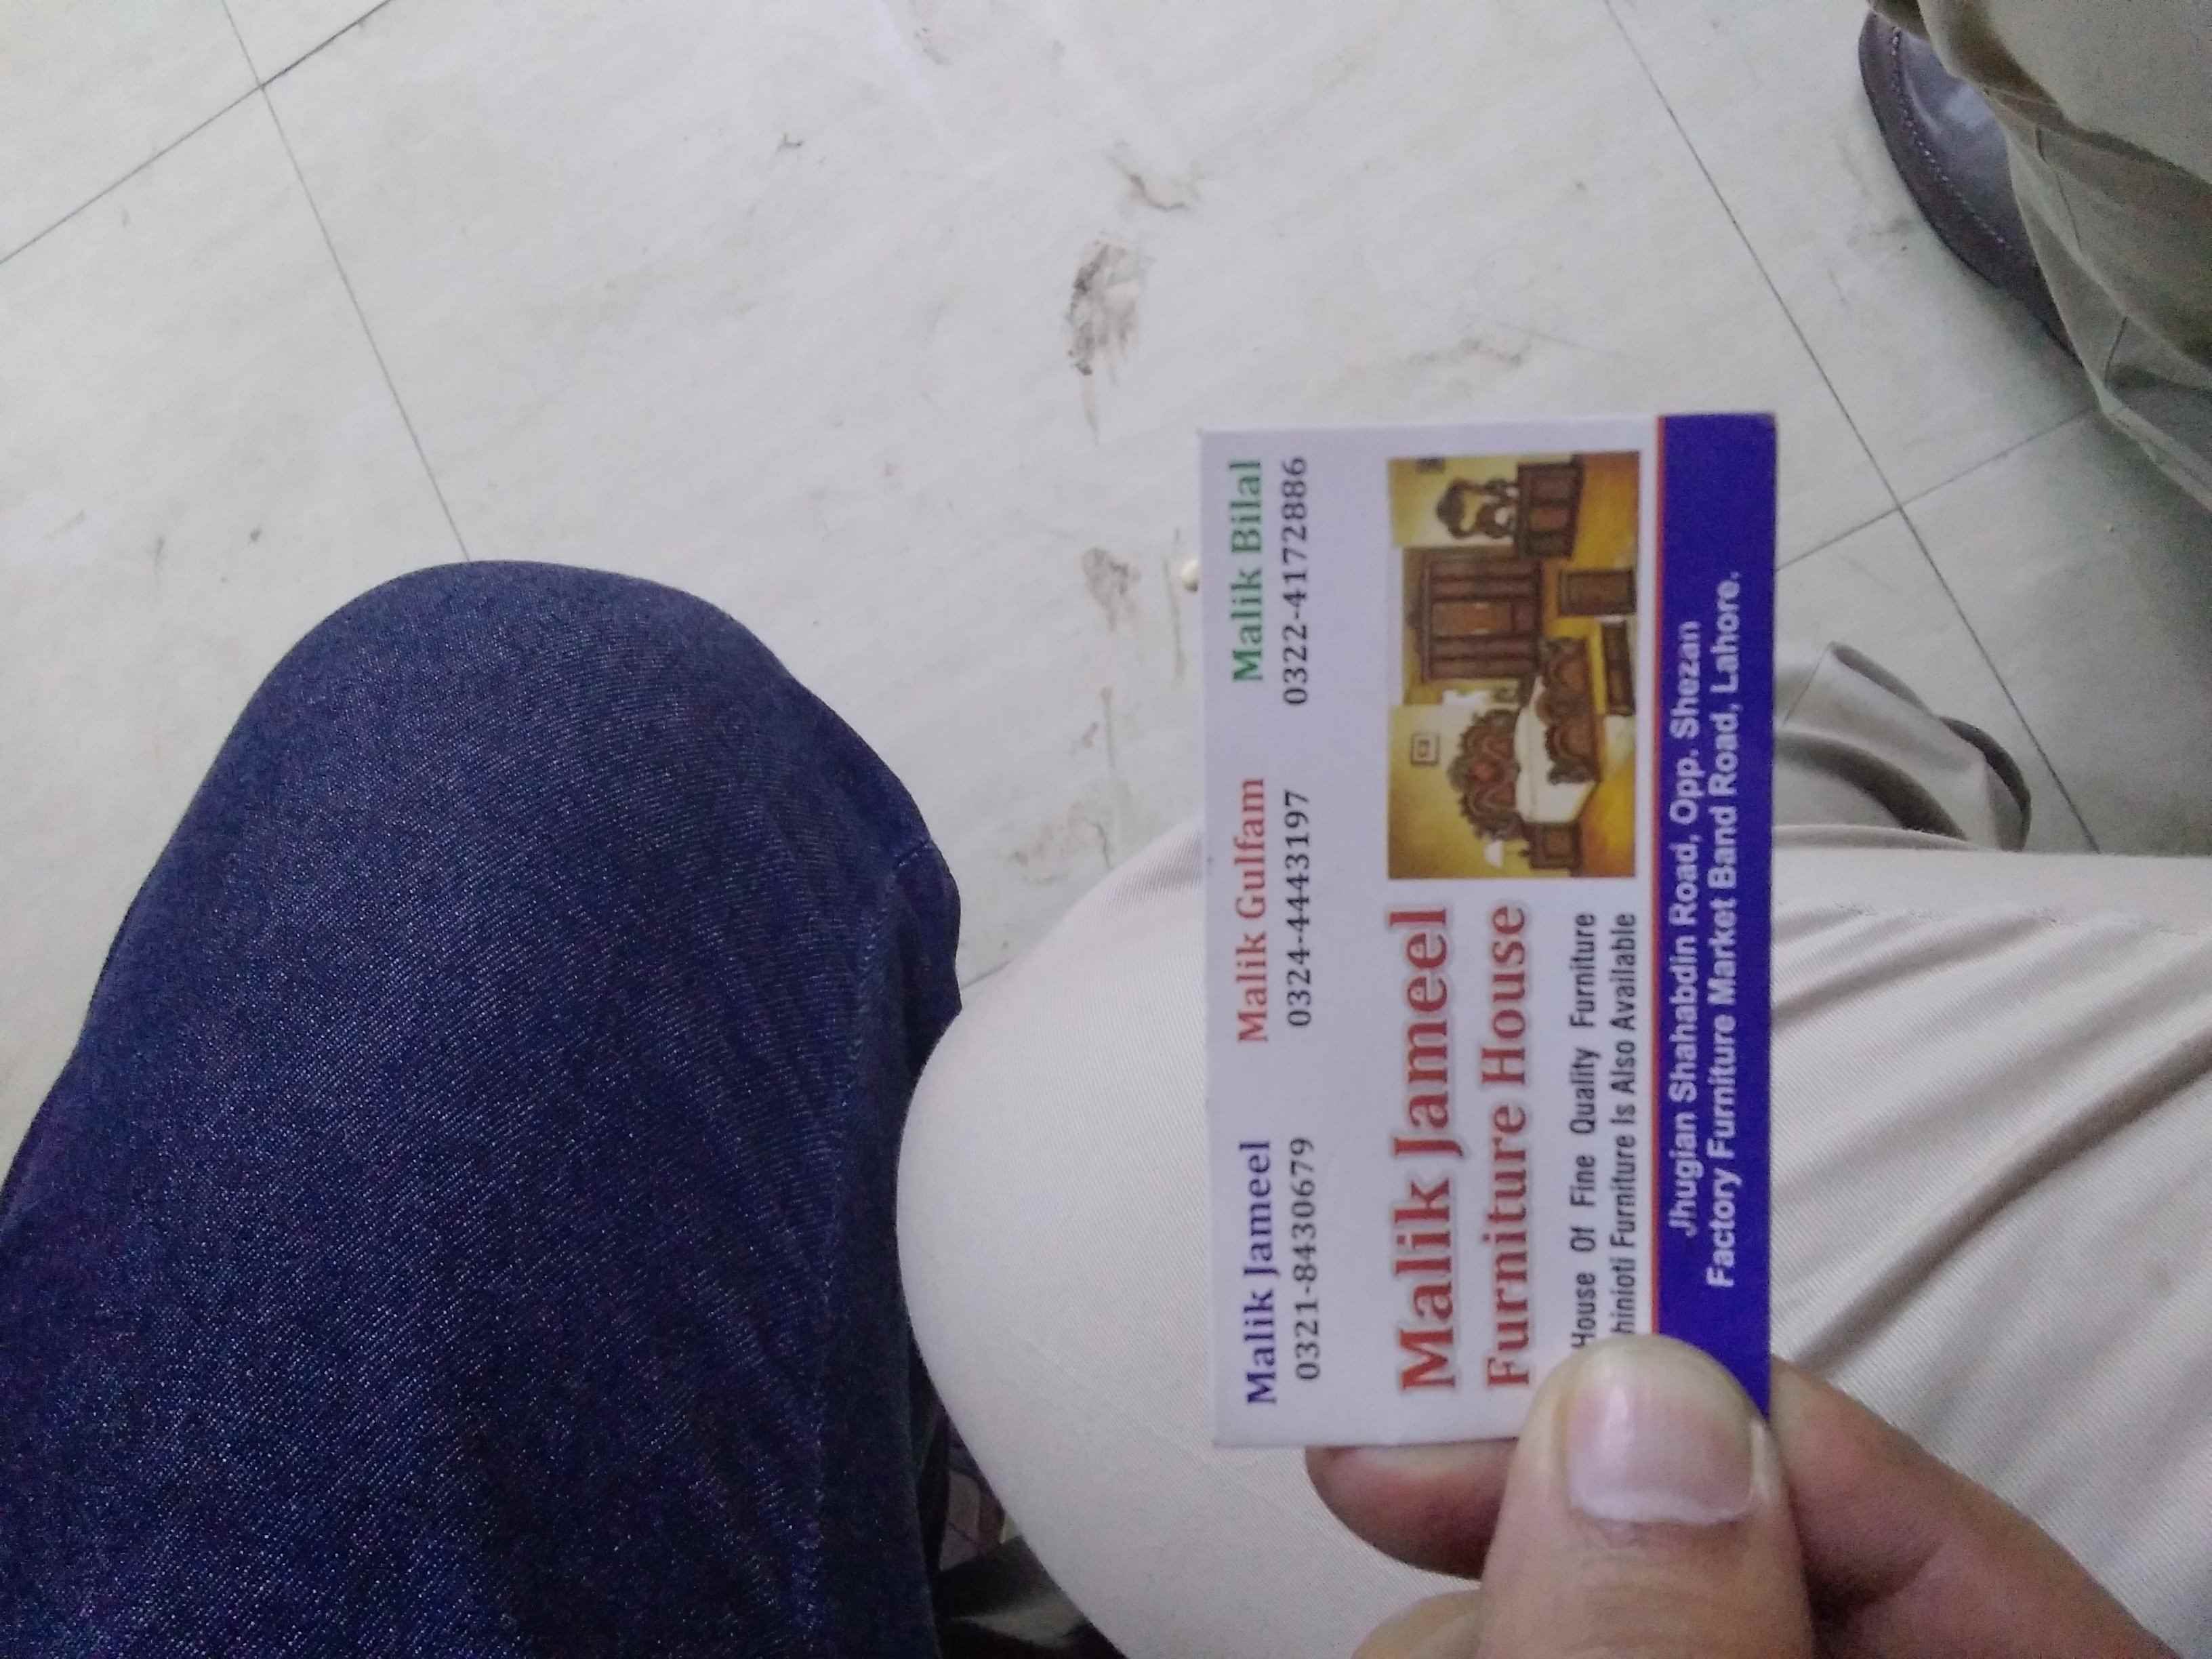 Malik Jameel Malik Gulfam Malik Bilal
0321-8430679 0324-4443197 0322-4172886
Malik Jameel
Furniture House
House Of Fine Quality Furniture
hinioti Furniture Is Also Available
Jhugian Shahabdin Road, Opp. Shezan
Factory Furniture Market Band Road, Lahore.